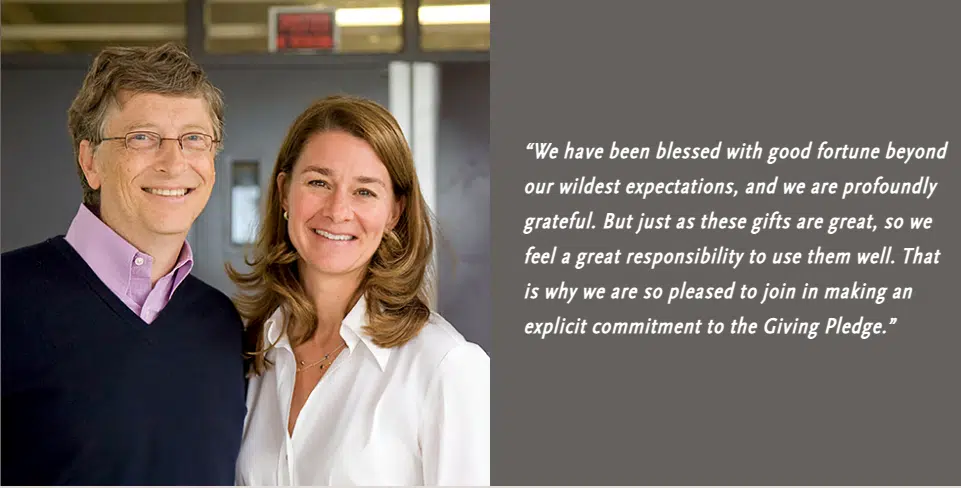 “We have been blessed with good fortune beyond
our wildest expectations, and we are profoundly
grateful. But just as these gifts are great, so we
feel a great responsibility to use them well. That
is why we are so pleased to join in making an
explicit commitment to the Giving Pledge.”